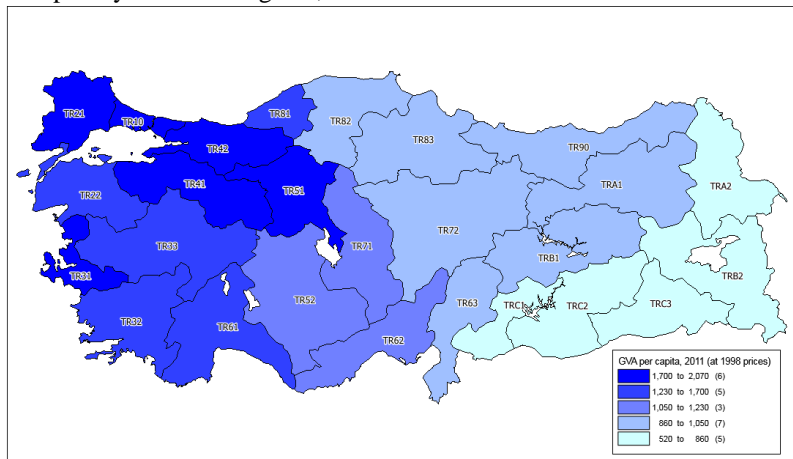 TR21
TR10
TR81
TR82
TR42
TR83
TR90
TR41
TR51
TRA1
TRA2
TR22
TR33
TR71
TR72
TRB1
TRB2
TR31
TR52
TR63
TRC1
TRC2
TRC3
TR32
TR61
TR62
GVA per capita, 2011 (at 1998 prices)
1,700 to 2,070 (6)
1,230 to 1,700 (5)
1,050 to 1,230 (3)
860 to 1,050 (7)
520 to 860 (5)